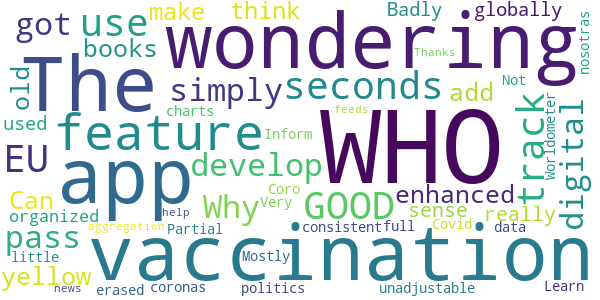 got use make think Badly globally
wondering nosotras
books Thanks
The simply seconds add Not
old charts
used feature WHO track Worldometer digital
feeds
Inform
EU app develop
Can Why GOOD enhanced
Coro
organized Very sense really
pass aggregation help Partial consistent full Covid data
little vaccination
yellow Mostly
news erased coronas politics unadjustable Learn